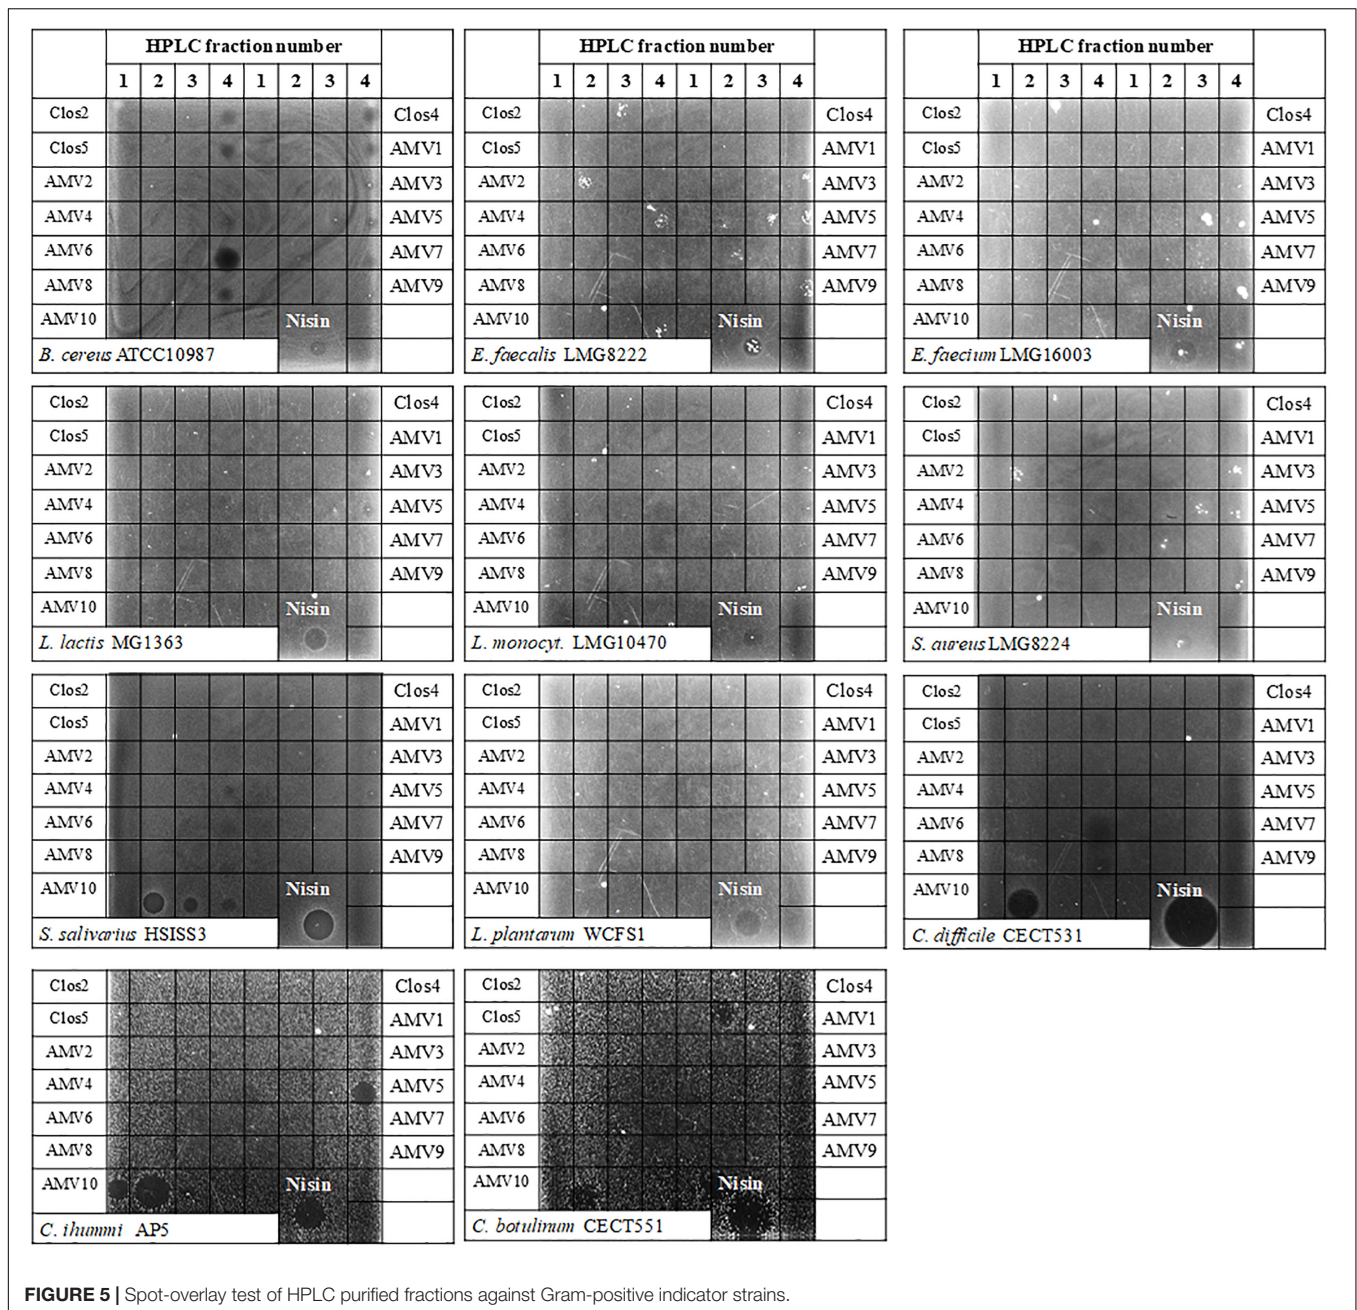 HPLC fraction number HPLC fraction number HPLC fraction number
1 2 3 4 1 2 3 4 1 2 3 4 1 2 3 4 1 2 3 4 1 2 3 4
Clos2 Clos4 Clos2 Clos4 Clos2 Clos4
Clos5 AMV1 Clos5 AMV1 Clos5 AMV1
AMV2 AMV3 AMV2 AMV3 AMV2 AMV3
AMV4 AMV5 AMV4 AMV5 AMV4 AMV5
AMV6 AMV7 AMV6 AMV7 AMV6 AMV7
AMV8 AMV9 AMV8 AMV9 AMV8 AMV9
AMV10 Nisin AMV10 Nisin AMV10 Nisin
B. cereus ATCC10987 E. faecalis LMG8222 E. faecium LMG16003
Clos2 Clos4 Clos2 Clos4 Clos2 Clos4
Clos5 AMV1 Clos5 AMV1 Clos5 AMV1
AMV2 AMV3 AMV2 AMV3 AMV2 AMV3
AMV4 AMV5 AMV4 AMV5 AMV4 AMV5
AMV6 AMV7 AMV6 AMV7 AMV6 AMV7
AMV8 AMV9 AMV8 AMV9 AMV8 AMV9
AMV10 Nisin AMV10 Nisin AMV10 Nisin
L. lactis MG1363 L. monocyt. LMG10470 S. aureus LMG8224
Clos2 Clos4 Clos2 Clos4 Clos2 Clos4
Clos5 AMV1 Clos5 AMV1 Clos5 AMV1
AMV2 AMV3 AMV2 AMV3 AMV2 AMV3
AMV4 AMV5 AMV4 AMV5 AMV4 AMV5
AMV6 AMV7 AMV6 AMV7 AMV6 AMV7
AMV8 AMV9 AMV8 AMV9 AMV8 AMV9
AMV10 Nisin AMV10 Nisin AMV10 Nisin
S. salivarius HSISS3 L. plantarum WCFS1 C. difficile CECT531
Clos2 Clos4 Clos2 Clos4
Clos5 AMV1 Clos5 AMV1
AMV2 AMV3 AMV2 AMV3
AMV4 AMV5 AMV4 AMV5
AMV6 AMV7 AMV6 AMV7
AMV8 AMV9 AMV8 AMV9
AMV10 Nisin AMV10 Nisin
C. ihummi AP5 C. botulinum CECT551
FIGURE 5 | Spot-overlay test of HPLC purified fractions against Gram-positive indicator strains.